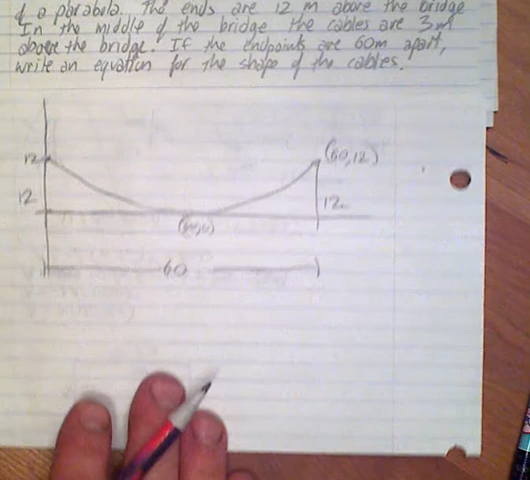 of a parabola. The ends are 12 m above the bridge
In the middle of the bridge the cables are 3m
above the bridge. If the endpoints are 60m apart,
write an equation for the shape of the cables.
12
(60,12)
12
12
60